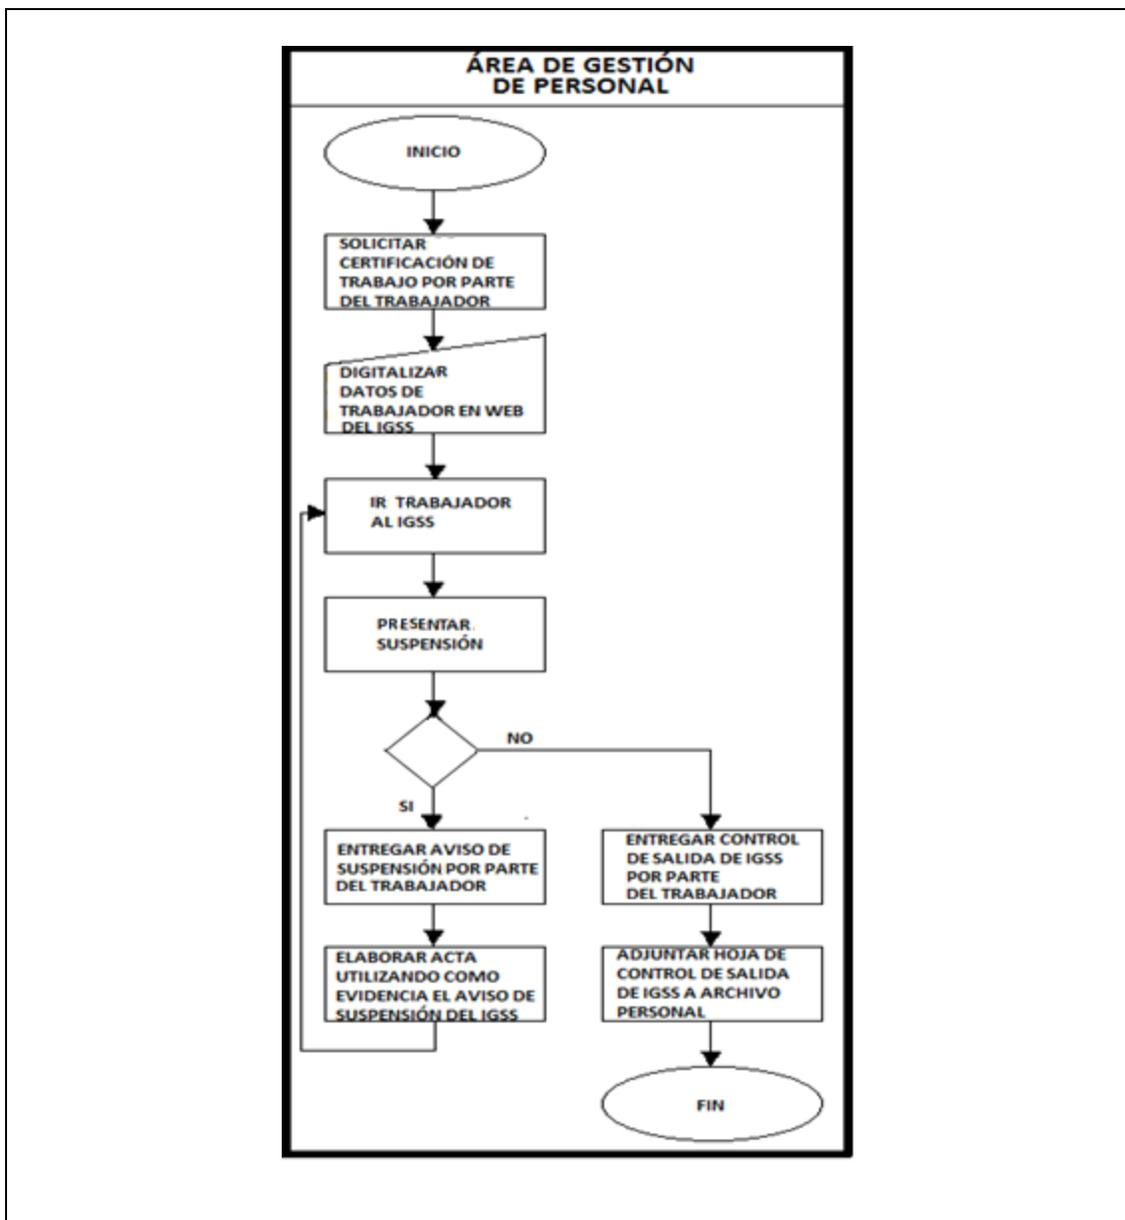 ÁREA DE GESTIÓN
DE PERSONAL
INICIO
SOLICITAR
CERTIFICACIÓN DE
TRABAJO POR PARTE
DEL TRABAJADOR
DIGITALIZAR
DATOS DE
TRABAJADOR EN WEB
DEL IGSS
IR TRABAJADOR
AL IGSS
PRESENTAR
SUSPENSIÓN
NO
SI
ENTREGAR AVISO DE
SUSPENSIÓN POR PARTE
DEL TRABAJADOR
ENTREGAR CONTROL
DE SALIDA DE IGSS
POR PARTE
DEL TRABAJADOR
ELABORAR ACTA
UTILIZANDO COMO
EVIDENCIA EL AVISO DE
SUSPENSIÓN DEL IGSS
ADJUNTAR HOJA DE
CONTROL DE SALIDA
DE IGSS A ARCHIVO
PERSONAL
FIN